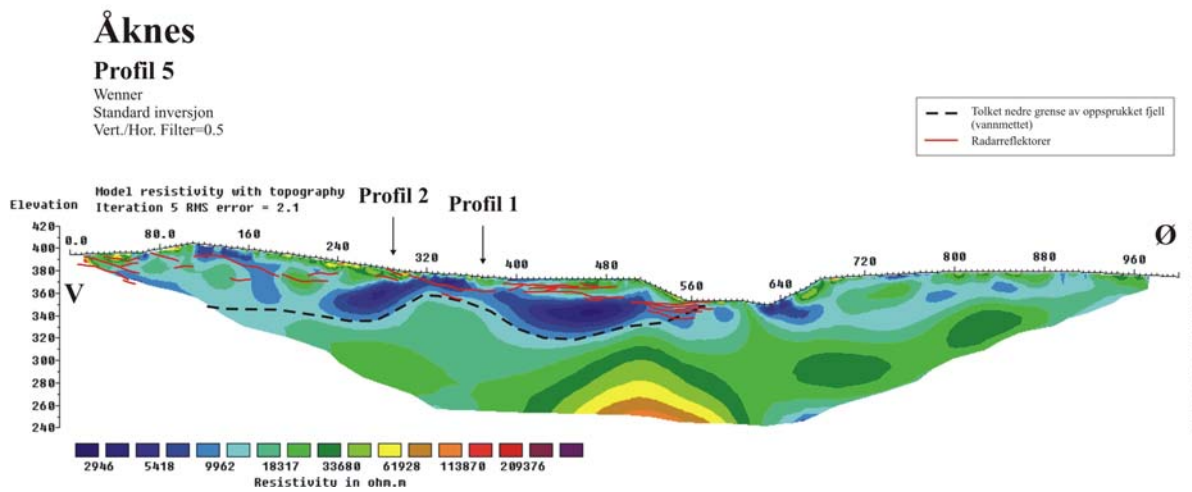 Åknes
Profil 5
Wenner
Standard inversjon
Vert./Hor. Filter=0.5
Tolket nedre grense av oppsprukket fjell
(vannmettet)
Radarreflektorer
Model resistivity with topography
Iteration 5 RMS error = 2.1
Profil 2
Profil 1
Elevation
420
400
380
360
340
320
300
280
260
240
0.0
80.0
160
240
320
400
480
560
640
720
800
880
960
V
Ø
2946 5418 9962 18317 33680 61928 113870 209376
Resistivity in ohm.m